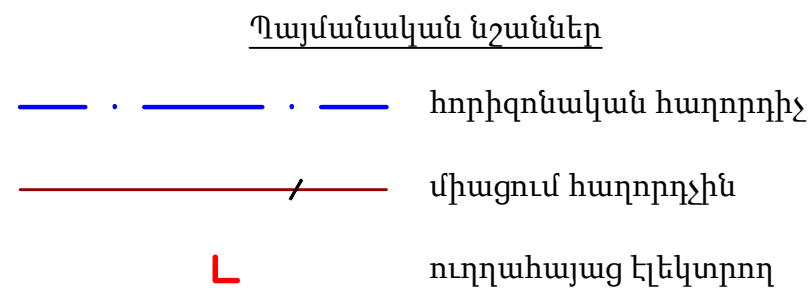 Պայմանական նշաններ
հորիզոնական հաղորդիչ
միացում հաղորդչին
ուղղահայաց էլեկտրոդ